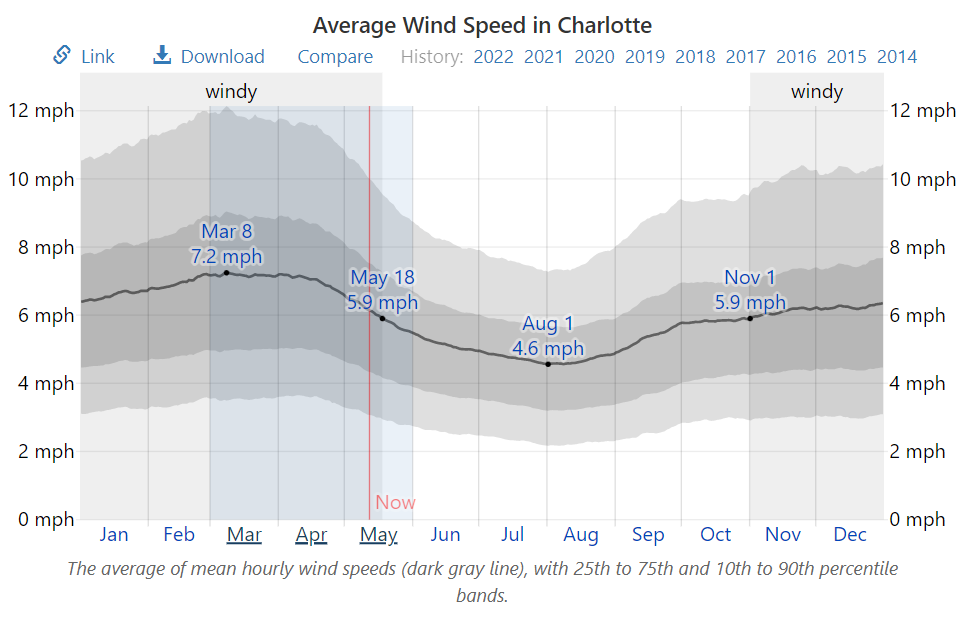 Average Wind Speed in Charlotte
Link Download Compare History: 2022 2021 2020 2019 2018 2017 2016 2015 2014
windy windy
12 mph 12 mph
10 mph 10 mph
8 mph 8 mph
Mar 8
7.2 mph
May 18 Nov 1
5.9 mph 5.9 mph
6 mph 6 mph
Aug 1
4.6 mph
4 mph 4 mph
2 mph 2 mph
Now
0 mph 0 mph
Jan Feb Mar Apr May Jun Jul Aug Sep Oct Nov Dec
The average of mean hourly wind speeds (dark gray line), with 25th to 75th and 10th to 90th percentile
bands.